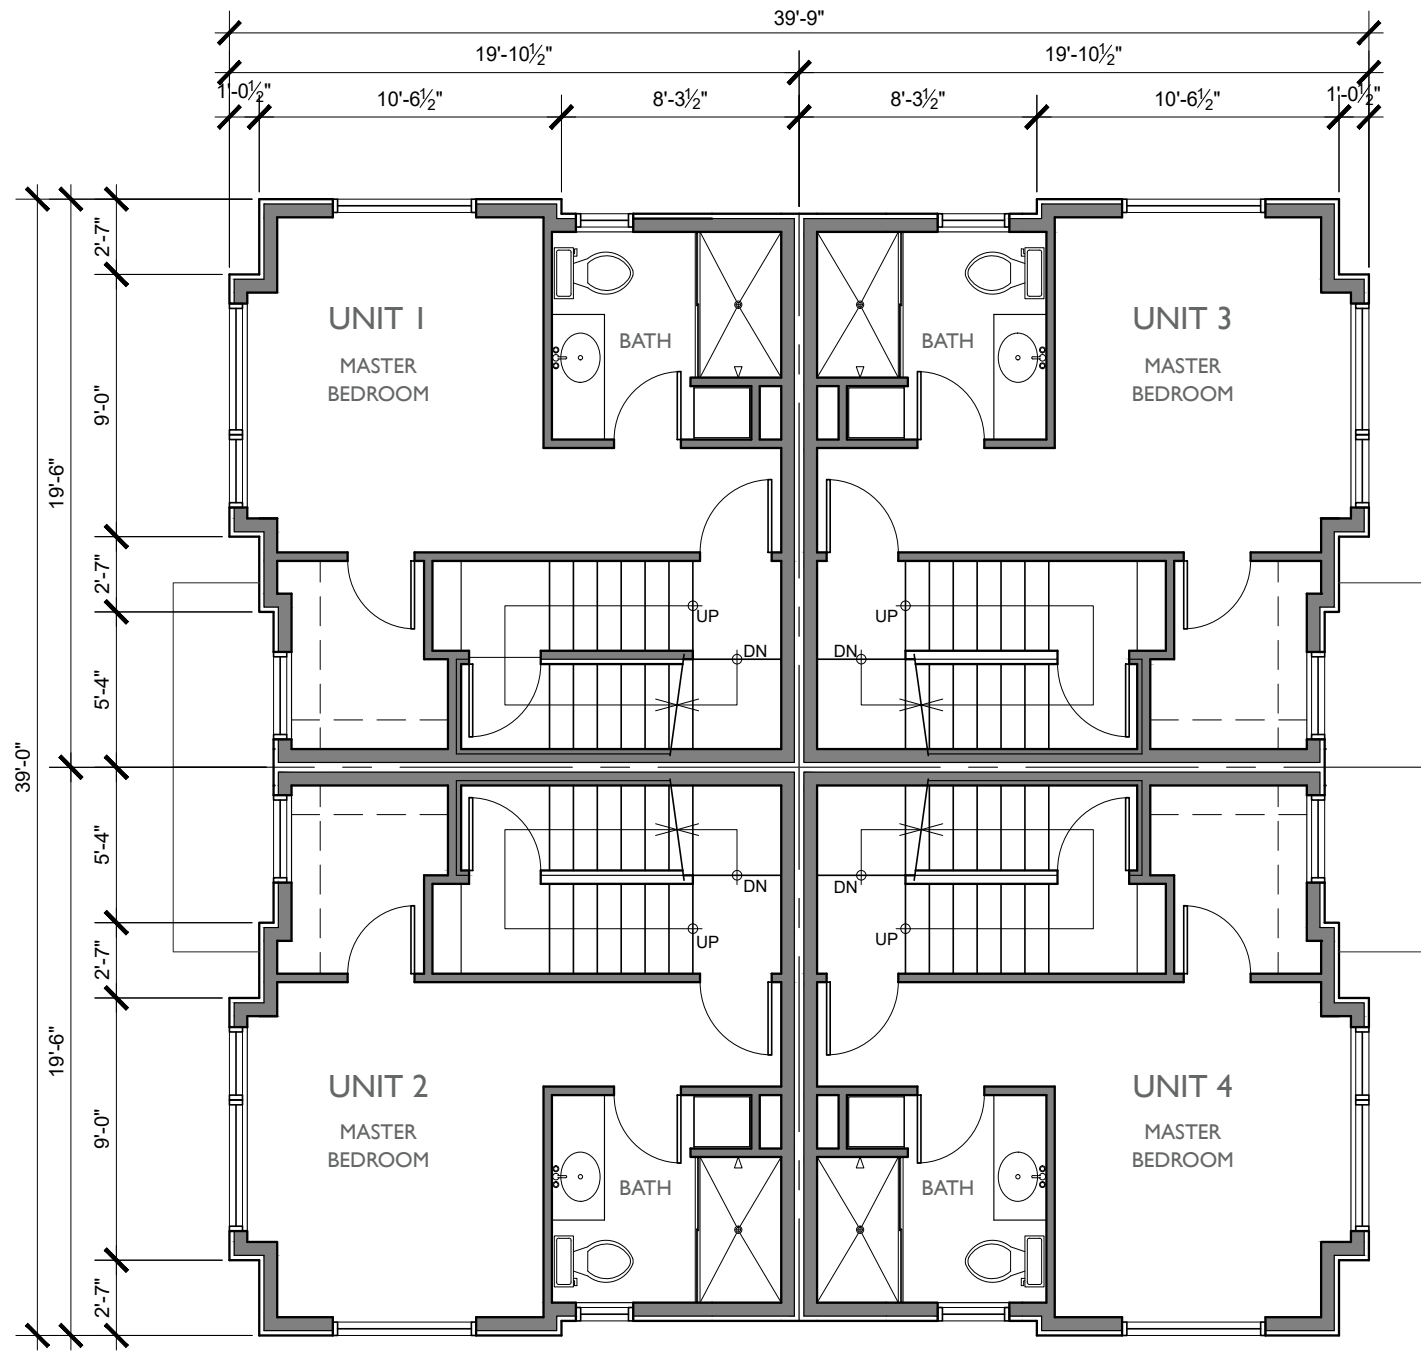 39'-9"
19'-10½"
19'-10½"
1'-0½"
10'-6½"
8'-3½"
8'-3½"
10'-6½"
1'-0½"
2'-7"
9'-0"
2'-7"
5'-4"
5'-4"
2'-7"
9'-0"
2'-7"
19'-6"
19'-6"
39'-0"
UNIT 1
MASTER
BEDROOM
BATH
UP
DN
UNIT 3
MASTER
BEDROOM
BATH
UP
DN
UNIT 2
MASTER
BEDROOM
BATH
DN
UP
UNIT 4
MASTER
BEDROOM
BATH
DN
UP